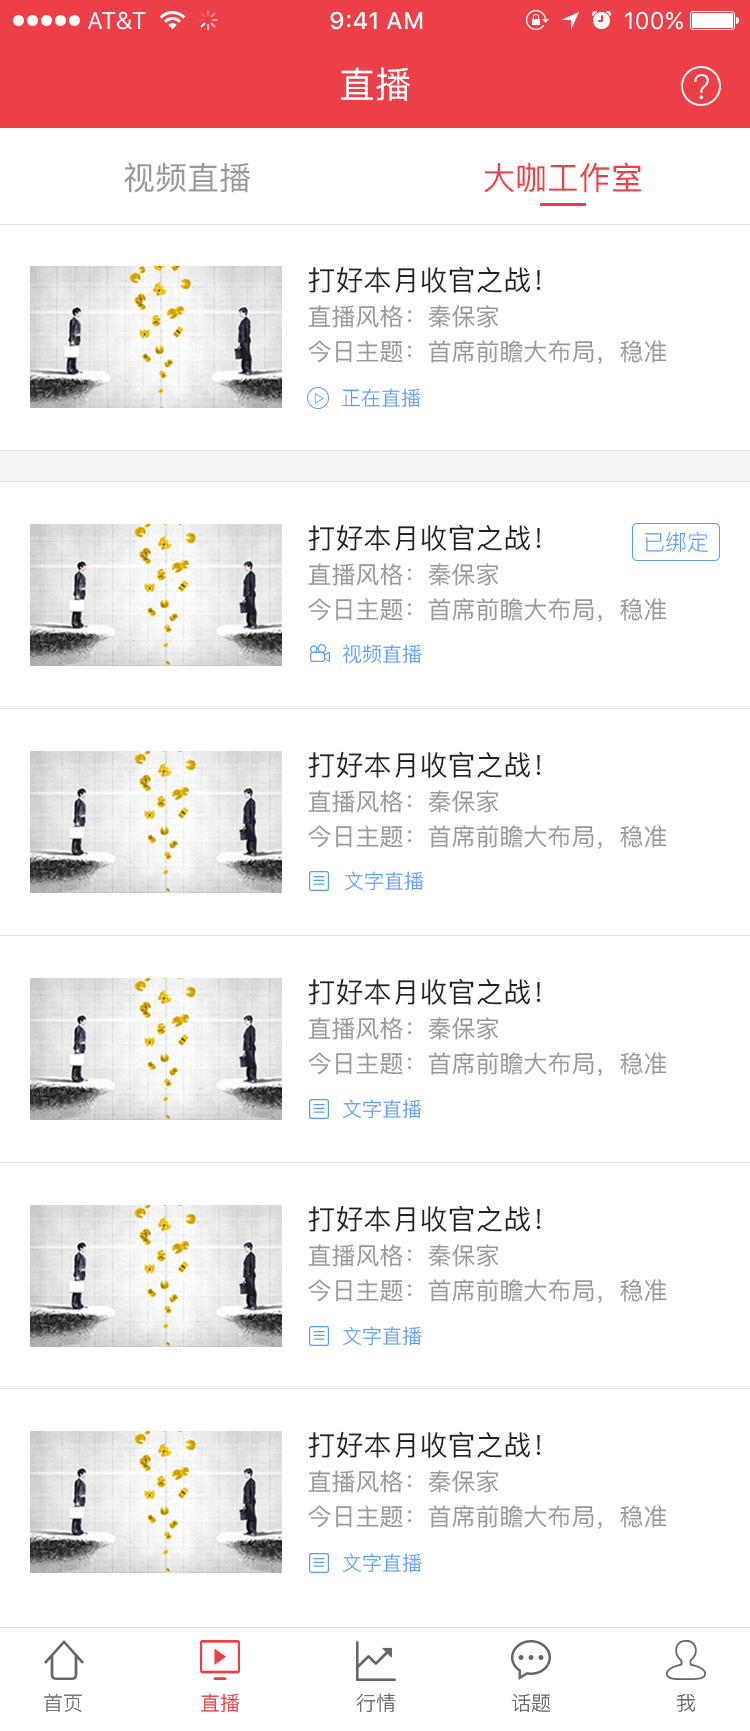 AT&T 9:41 AM 100%
直播
视频直播 大咖工作室
打好本月收官之战！
直播风格：秦保家
今日主题：首席前瞻大布局，稳准
正在直播
打好本月收官之战！ 已绑定
直播风格：秦保家
今日主题：首席前瞻大布局，稳准
视频直播
打好本月收官之战！
直播风格：秦保家
今日主题：首席前瞻大布局，稳准
文字直播
打好本月收官之战！
直播风格：秦保家
今日主题：首席前瞻大布局，稳准
文字直播
打好本月收官之战！
直播风格：秦保家
今日主题：首席前瞻大布局，稳准
文字直播
打好本月收官之战！
直播风格：秦保家
今日主题：首席前瞻大布局，稳准
文字直播
首页 直播 行情 话题 我